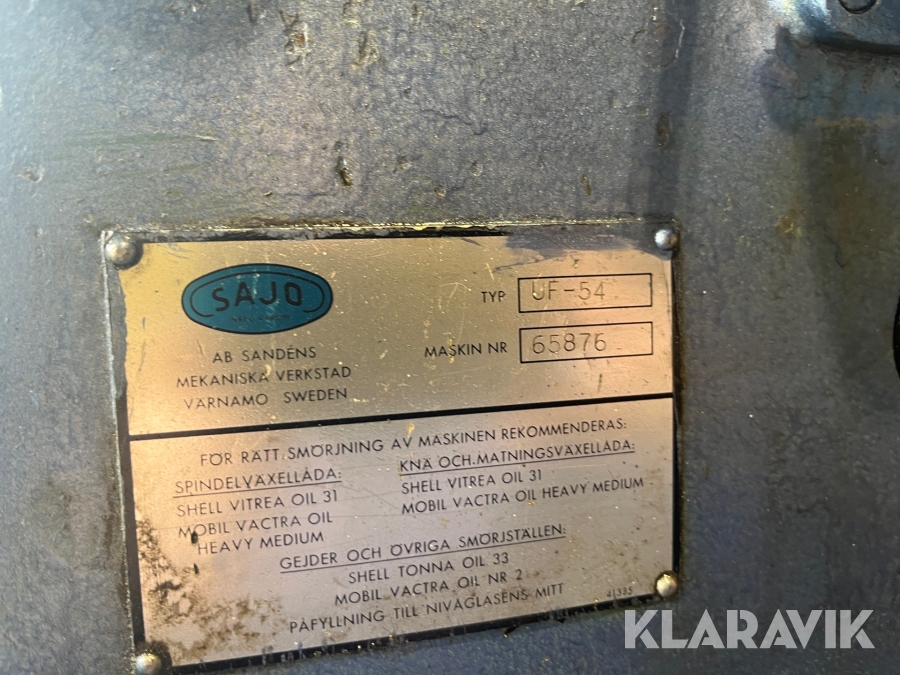 SAJO
TYP UF-54
MASKIN NR 65876
AB SANDÉNS
MEKANISKA VERKSTAD
VÄRNAMO SWEDEN
FÖR RÄTT SMÖRJNING AV MASKINEN REKOMMENDERAS:
SPINDELVÄXELLÅDA:
SHELL VITREA OIL 31
MOBIL VACTRA OIL
HEAVY MEDIUM
KNÄ OCH MATNINGSVÄXELLÅDA:
SHELL VITREA OIL 31
MOBIL VACTRA OIL HEAVY MEDIUM
GEJDER OCH ÖVRIGA SMÖRJSTÄLLEN:
SHELL TONNA OIL 33
MOBIL VACTRA OIL NR 2
PÅFYLLNING TILL NIVÅGLASENS MITT
41335
KLARAVIK